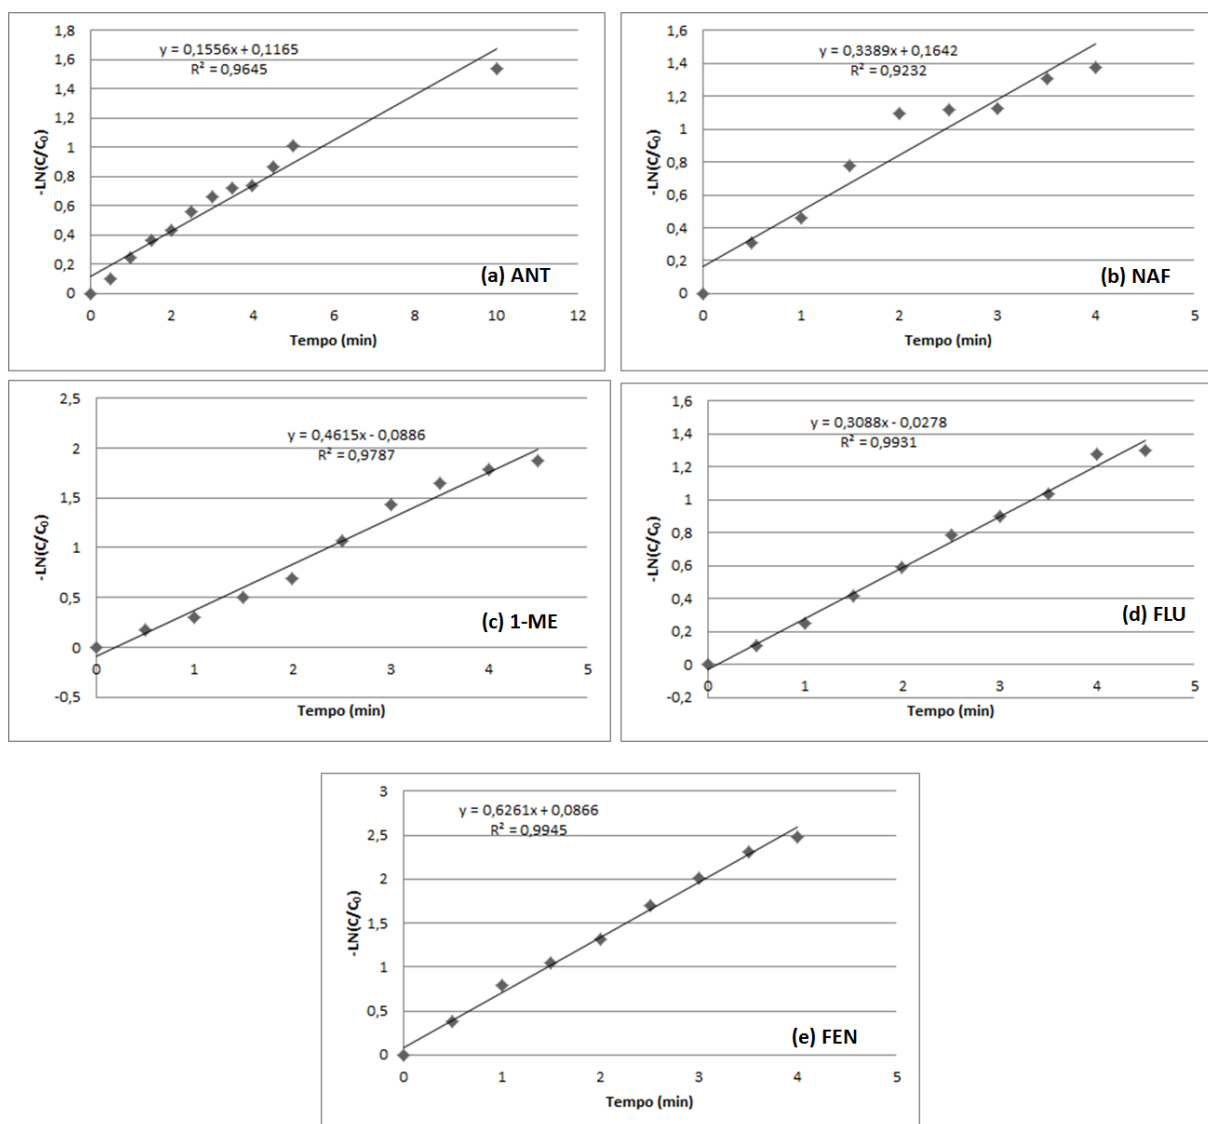 1,8
1,6
1,4
1,2
1
0,8
0,6
0,4
0,2
0
-LN(C/C₀)
y = 0,1556x + 0,1165
R² = 0,9645
(a) ANT
0 2 4 6 8 10 12
Tempo (min)
1,6
1,4
1,2
1
0,8
0,6
0,4
0,2
0
-LN(C/C₀)
y = 0,3389x + 0,1642
R² = 0,9232
(b) NAF
0 1 2 3 4 5
Tempo (min)
2,5
2
1,5
1
0,5
0
-0,5
-LN(C/C₀)
y = 0,4615x - 0,0886
R² = 0,9787
(c) 1-ME
0 1 2 3 4 5
Tempo (min)
1,6
1,4
1,2
1
0,8
0,6
0,4
0,2
0
-0,2
-LN(C/C₀)
y = 0,3088x - 0,0278
R² = 0,9931
(d) FLU
0 1 2 3 4 5
Tempo (min)
3
2,5
2
1,5
1
0,5
0
-LN(C/C₀)
y = 0,6261x + 0,0866
R² = 0,9945
(e) FEN
0 1 2 3 4 5
Tempo (min)